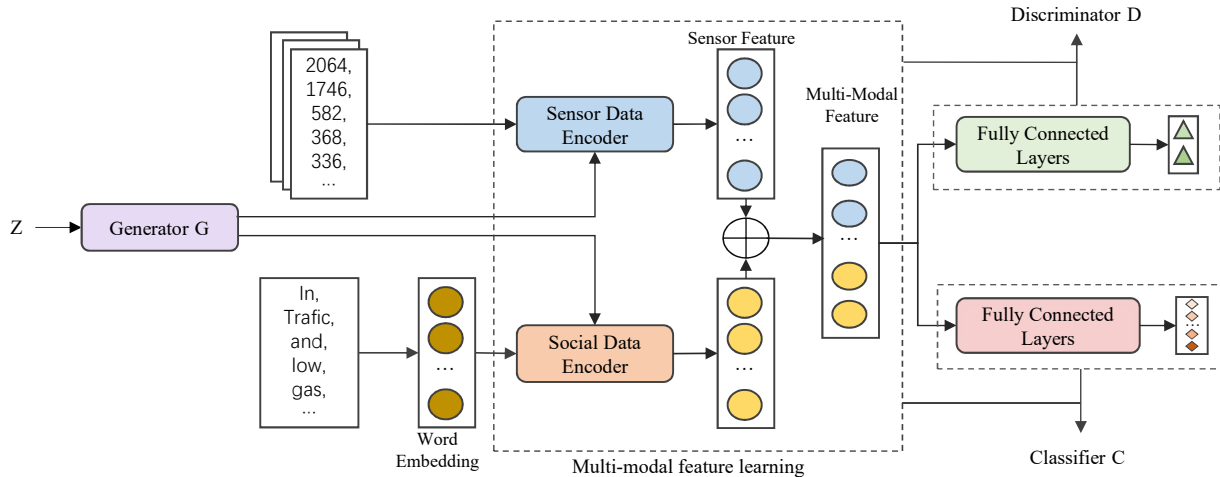 Discriminator D
Sensor Feature
2064,
1746,
582,
368,
336,
...
Sensor Data
Encoder
...
Multi-Modal
Feature
...
Fully Connected
Layers
Z
Generator G
In,
Trafic,
and,
low,
gas,
...
...
Word
Embedding
Social Data
Encoder
...
Fully Connected
Layers
...
Multi-modal feature learning
Classifier C